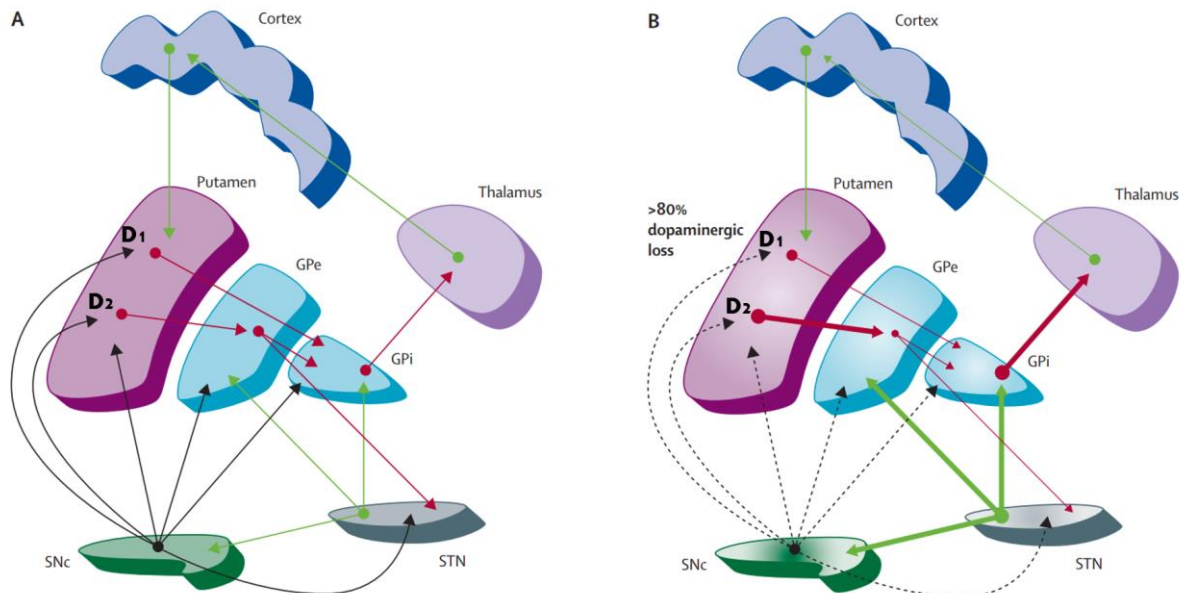 A
Cortex
Putamen
Thalamus
D1
GPe
D2
GPi
SNc
STN
B
Cortex
Putamen
Thalamus
>80%
dopaminergic
loss
D1
GPe
D2
GPi
SNc
STN